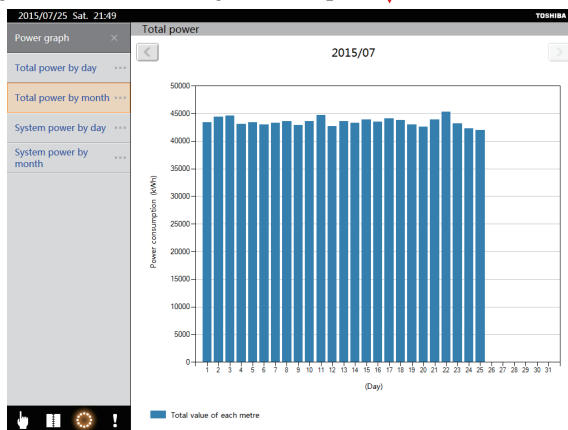 2015/07/25 Sat. 21:49
TOSHIBA
Power graph
Total power by day
Total power by month
System power by day
System power by
month
Total power
2015/07
50000
45000
40000
35000
30000
25000
20000
15000
10000
5000
0
Power consumption (kWh)
1 2 3 4 5 6 7 8 9 10 11 12 13 14 15 16 17 18 19 20 21 22 23 24 25 26 27 28 29 30 31
(Day)
Total value of each metre